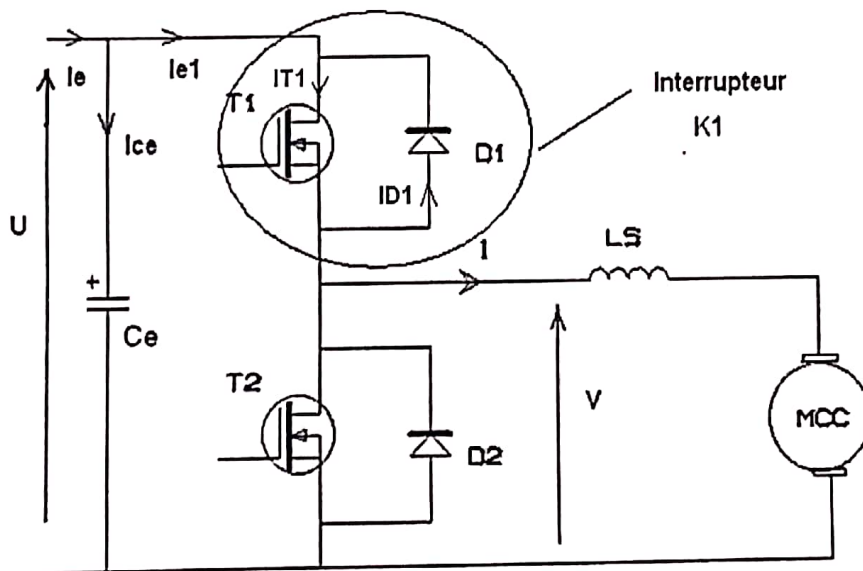 Ie
Ie1
IT1
T1
Interrupteur
K1
Ice
D1
ID1
U
I
LS
+
Ce
T2
V
MCC
D2